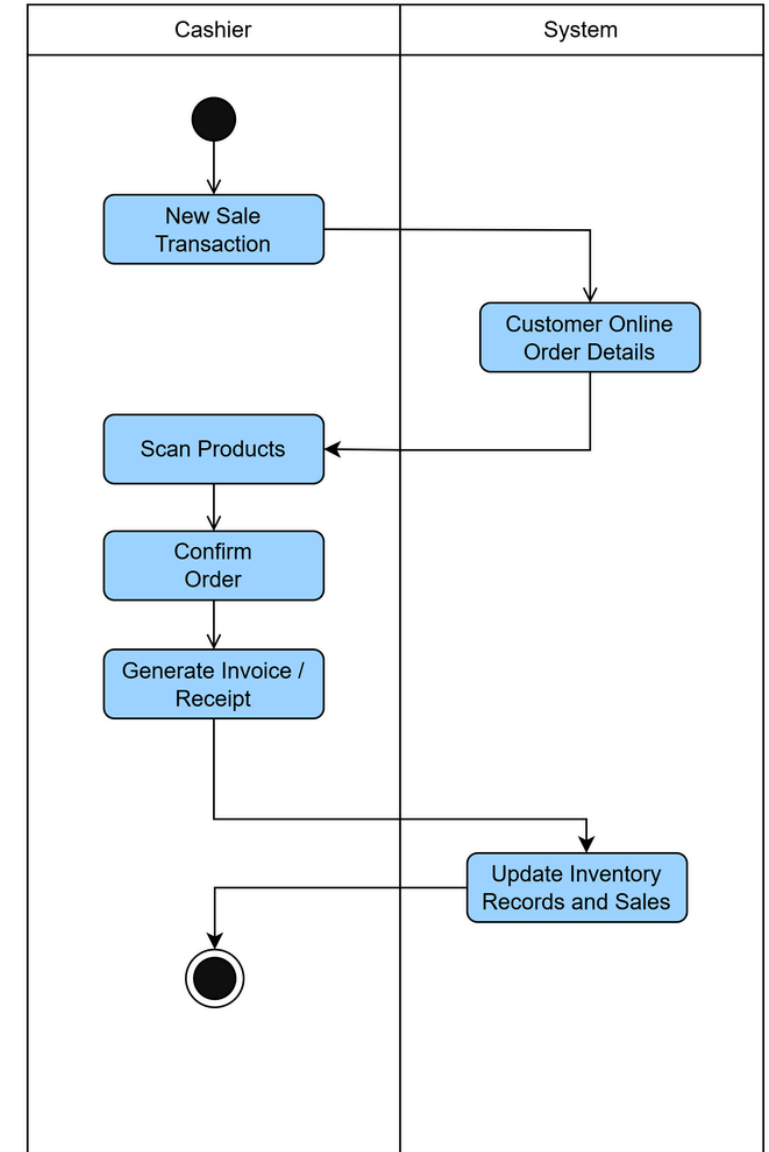 Cashier
System
New Sale
Transaction
Customer Online
Order Details
Scan Products
Confirm
Order
Generate Invoice /
Receipt
Update Inventory
Records and Sales